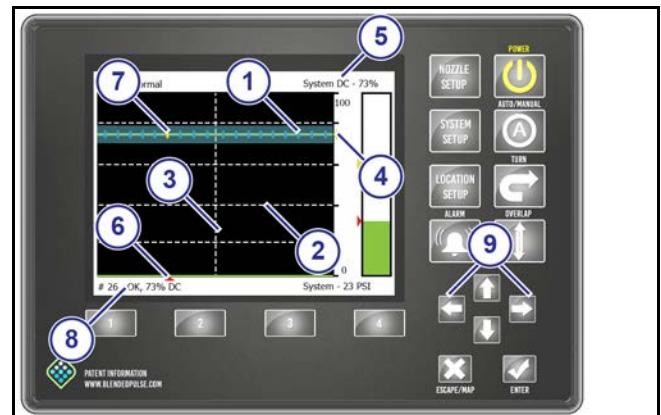 5
7
1
ormal
System DC - 73%
100
4
3
6
2
0
# 26 - OK, 73% DC
System - 23 PSI
8
1
2
3
4
PATENT INFORMATION
WWW.BLENDEDPULSE.COM
POWER
NOZZLE
SETUP
AUTO/MANUAL
SYSTEM
SETUP
A
TURN
LOCATION
SETUP
ALARM
OVERLAP
9
ESCAPE/MAP
ENTER